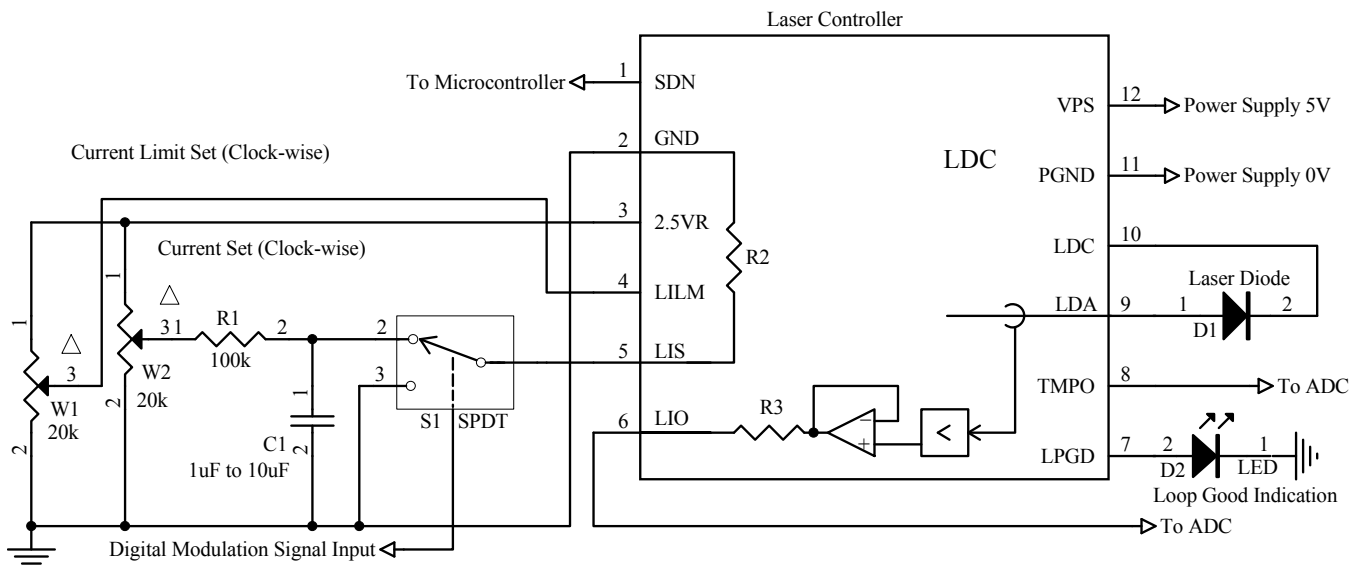 Laser Controller
To Microcontroller
1
SDN
VPS
12
Power Supply 5V
GND
2
LDC
PGND
11
Power Supply 0V
Current Limit Set (Clock-wise)
3
2.5VR
R2
LDC
10
Current Set (Clock-wise)
1
4
LILM
Laser Diode
LDA
9
1
2
D1
1
3
1
R1
2
100k
2
5
LIS
3
W2
20k
2
3
W1
20k
2
S1
SPDT
1
C1
2
1uF to 10uF
6
LIO
R3
−
+
<
TMPO
8
To ADC
LPGD
7
2
1
D2
LED
Loop Good Indication
To ADC
Digital Modulation Signal Input